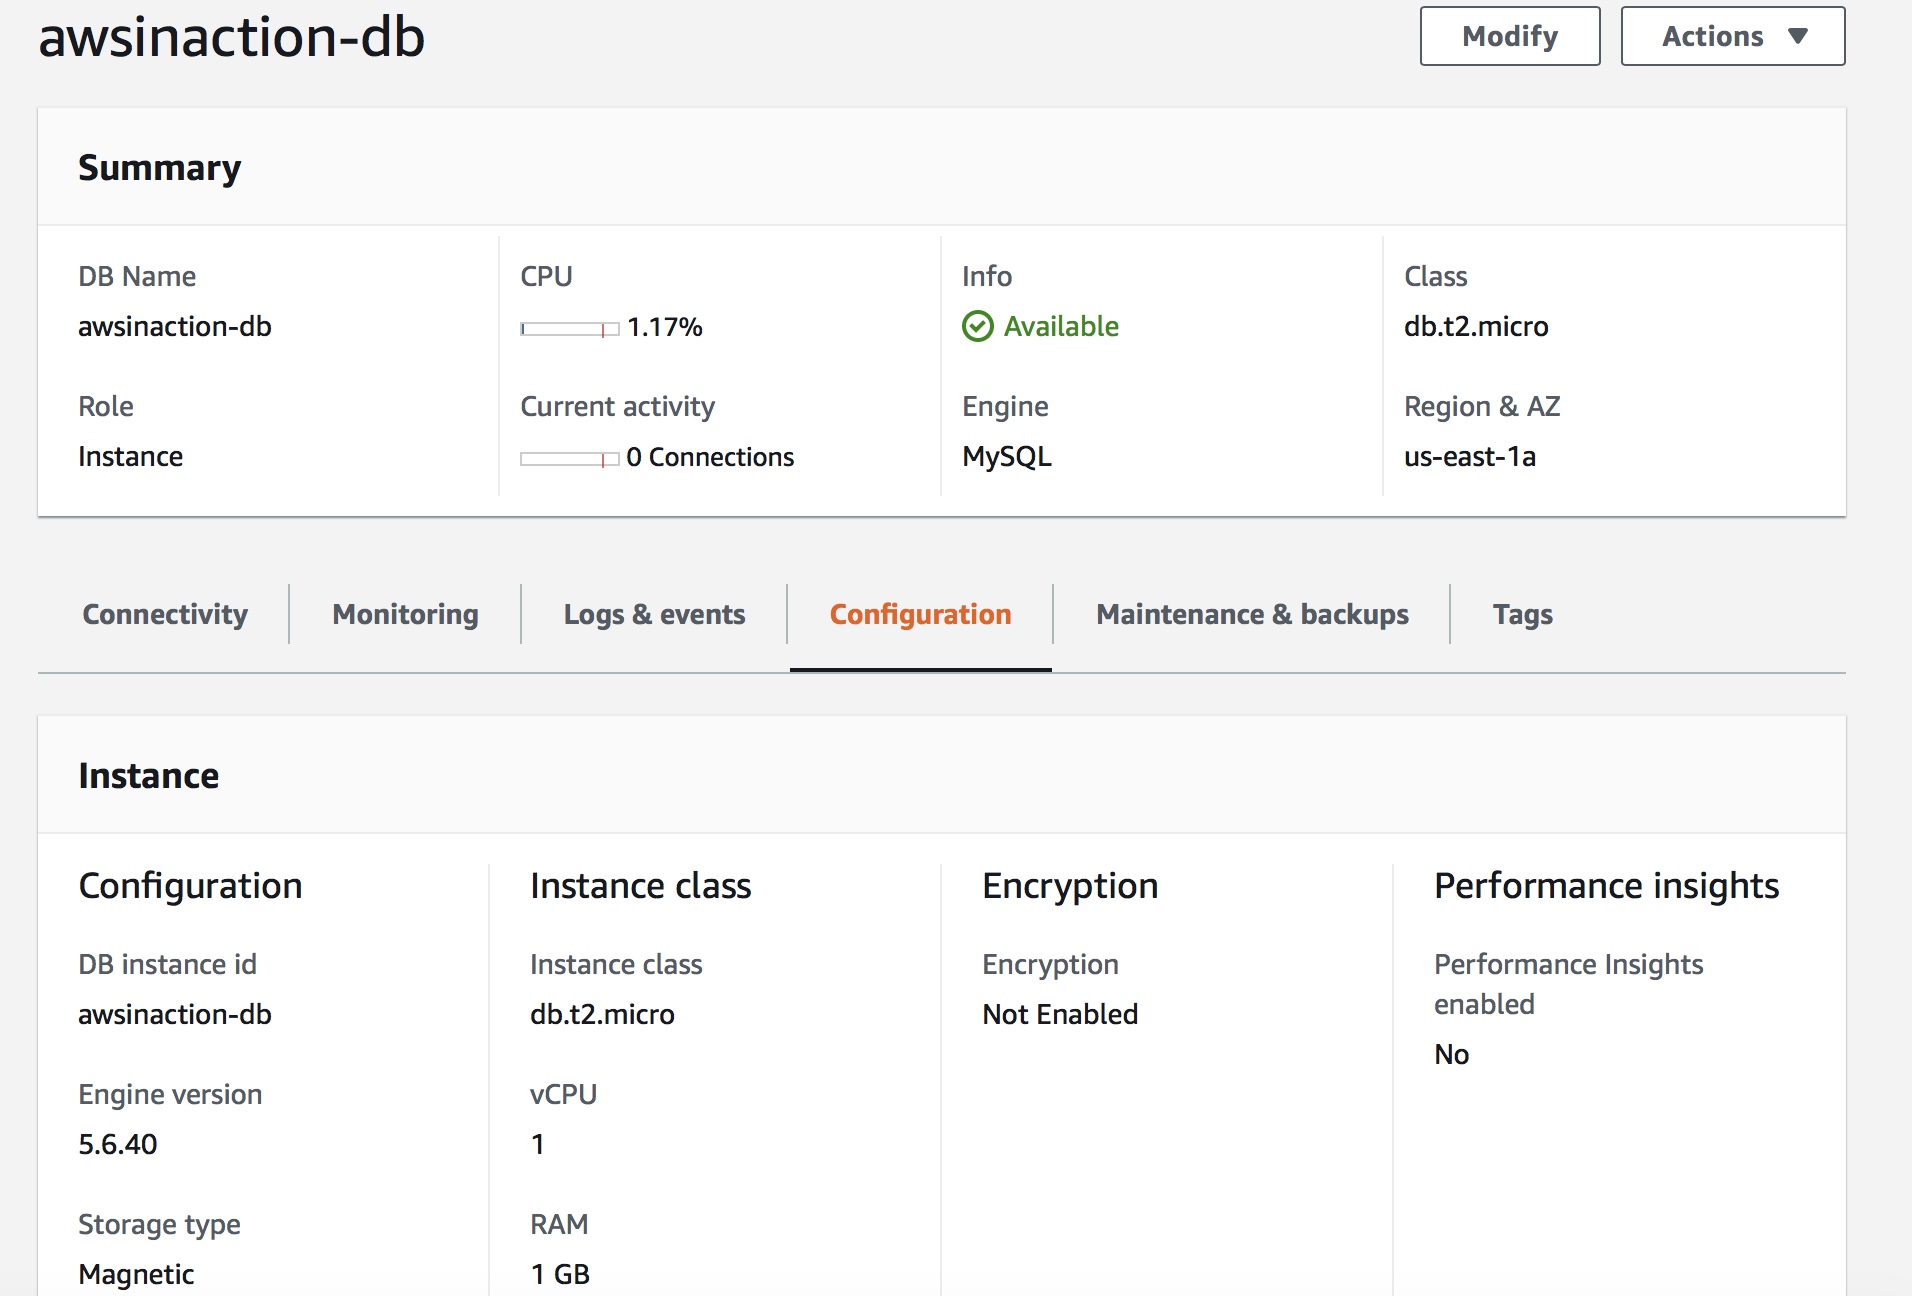 awsinaction-db
Modify
Actions
Summary
DB Name
awsinaction-db
CPU
1.17%
Info
Available
Class
db.t2.micro
Role
Instance
Current activity
0 Connections
Engine
MySQL
Region & AZ
us-east-1a
Connectivity
Monitoring
Logs & events
Configuration
Maintenance & backups
Tags
Instance
Configuration
DB instance id
awsinaction-db
Engine version
5.6.40
Storage type
Magnetic
Instance class
Instance class
db.t2.micro
vCPU
1
RAM
1 GB
Encryption
Encryption
Not Enabled
Performance insights
Performance Insights
enabled
No